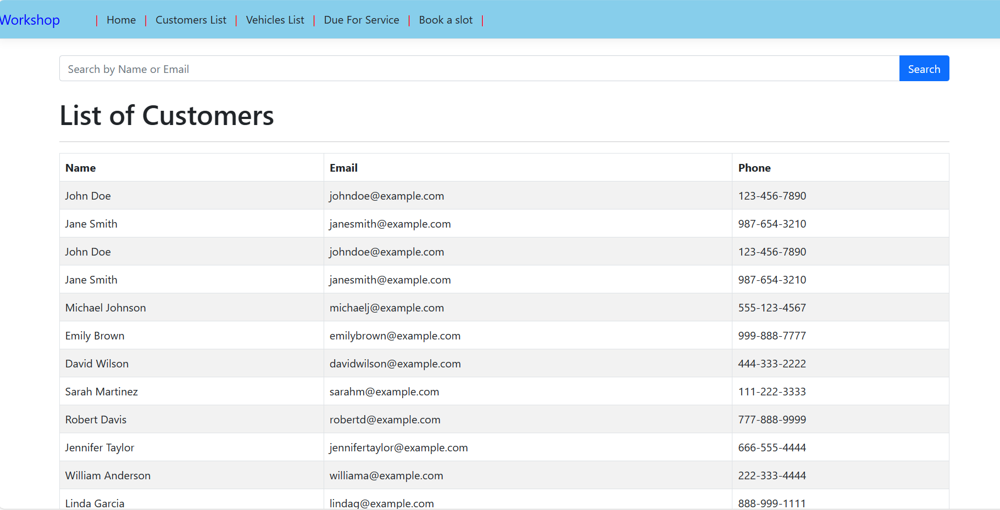 Workshop | Home | Customers List | Vehicles List | Due For Service | Book a slot |
Search by Name or Email Search
List of Customers
Name Email Phone
John Doe johndoe@example.com 123-456-7890
Jane Smith janesmith@example.com 987-654-3210
John Doe johndoe@example.com 123-456-7890
Jane Smith janesmith@example.com 987-654-3210
Michael Johnson michaelj@example.com 555-123-4567
Emily Brown emilybrown@example.com 999-888-7777
David Wilson davidwilson@example.com 444-333-2222
Sarah Martinez sarahm@example.com 111-222-3333
Robert Davis robertd@example.com 777-888-9999
Jennifer Taylor jennifertaylor@example.com 666-555-4444
William Anderson williama@example.com 222-333-4444
Linda Garcia lindag@example.com 888-999-1111